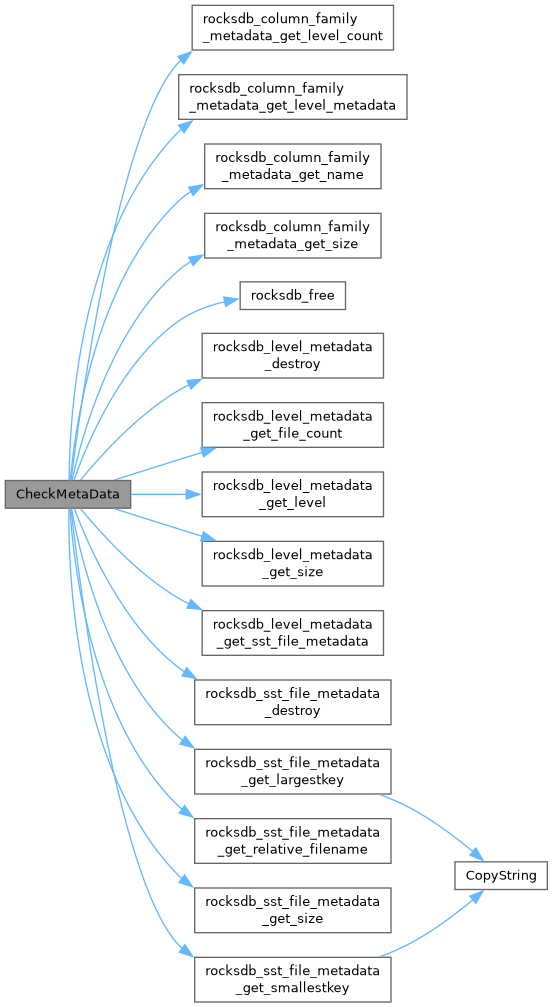 rocksdb_column_family
_metadata_get_level_count
rocksdb_column_family
_metadata_get_level_metadata
rocksdb_column_family
_metadata_get_name
rocksdb_column_family
_metadata_get_size
rocksdb_free
rocksdb_level_metadata
_destroy
rocksdb_level_metadata
_get_file_count
CheckMetaData
rocksdb_level_metadata
_get_level
rocksdb_level_metadata
_get_size
rocksdb_level_metadata
_get_sst_file_metadata
rocksdb_sst_file_metadata
_destroy
rocksdb_sst_file_metadata
_get_largestkey
rocksdb_sst_file_metadata
_get_relative_filename
CopyString
rocksdb_sst_file_metadata
_get_size
rocksdb_sst_file_metadata
_get_smallestkey